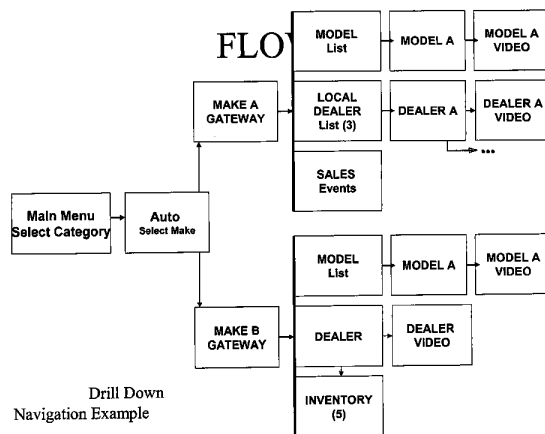 FLOW
MODEL
List
MODEL A
MODEL A
VIDEO
MAKE A
GATEWAY
LOCAL
DEALER
List (3)
DEALER A
DEALER A
VIDEO
...
SALES
Events
Main Menu
Select Category
Auto
Select Make
MODEL
List
MODEL A
MODEL A
VIDEO
MAKE B
GATEWAY
DEALER
DEALER
VIDEO
INVENTORY
(5)
Drill Down
Navigation Example